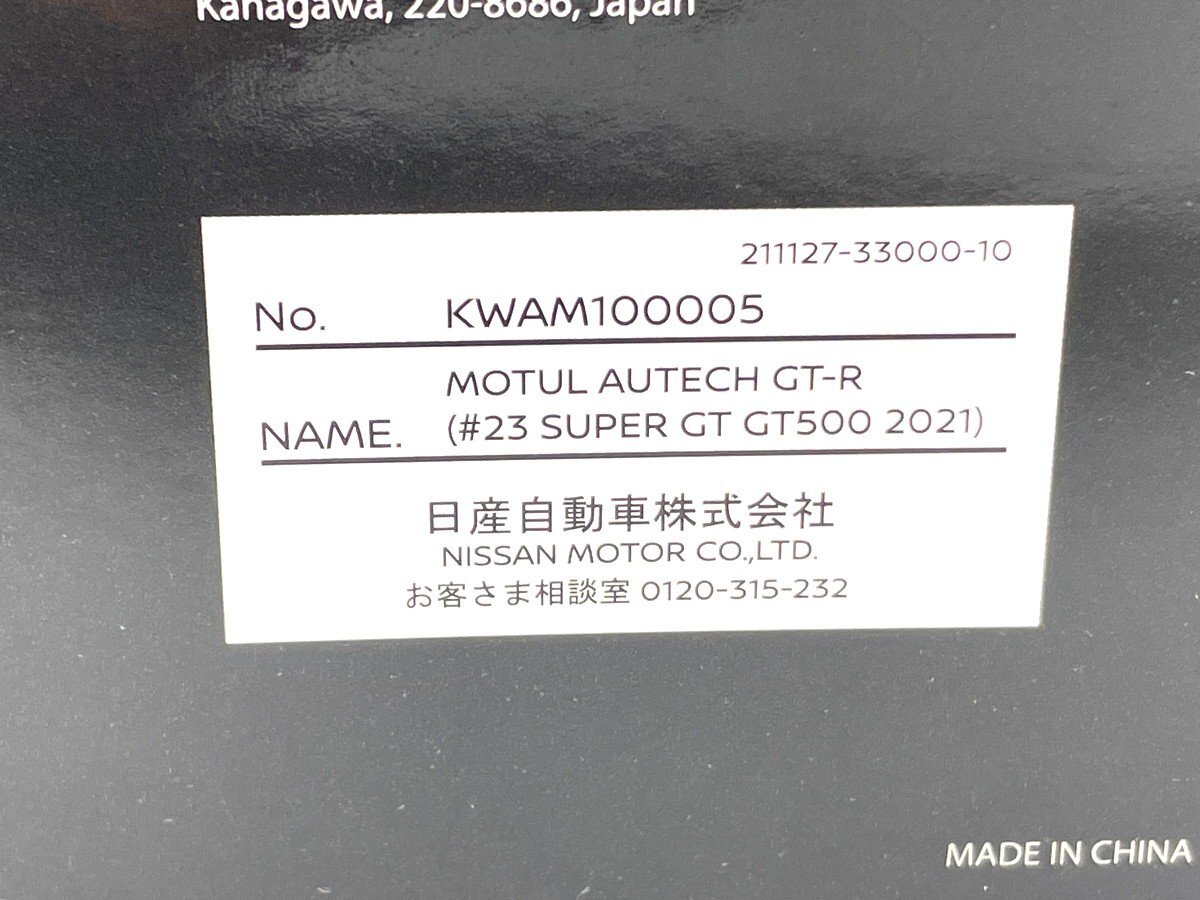 Kanagawa, 220-8686, Japan
211127-33000-10
No. KWAM100005
MOTUL AUTECH GT-R
NAME. (#23 SUPER GT GT500 2021)
日産自動車株式会社
NISSAN MOTOR CO.,LTD.
お客さま相談室 0120-315-232
MADE IN CHINA